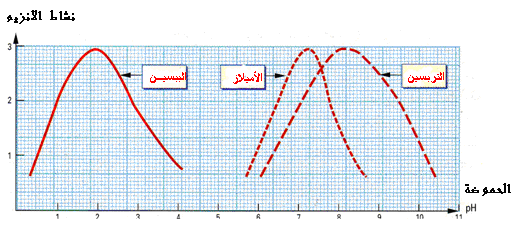 نشاط الانزيم
3
البيبسين
الأميلاز
التربسين
2
1
الحموضة
pH
1 2 3 4 5 6 7 8 9 10 11